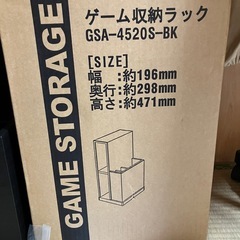 GAME STORAGE
ゲーム収納ラック
GSA-4520S-BK
[SIZE]
幅　:約196mm
奥行:約298mm
高さ:約471mm